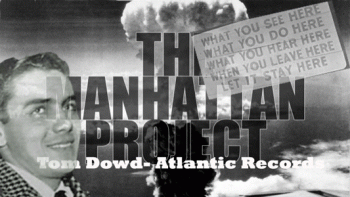 WHAT YOU SEE HERE
WHAT YOU DO HERE
WHAT YOU HEAR HERE
WHEN YOU LEAVE HERE
LET IT STAY HERE
THE
MANHATTAN
PROJECT
Tom Dowd- Atlantic Records